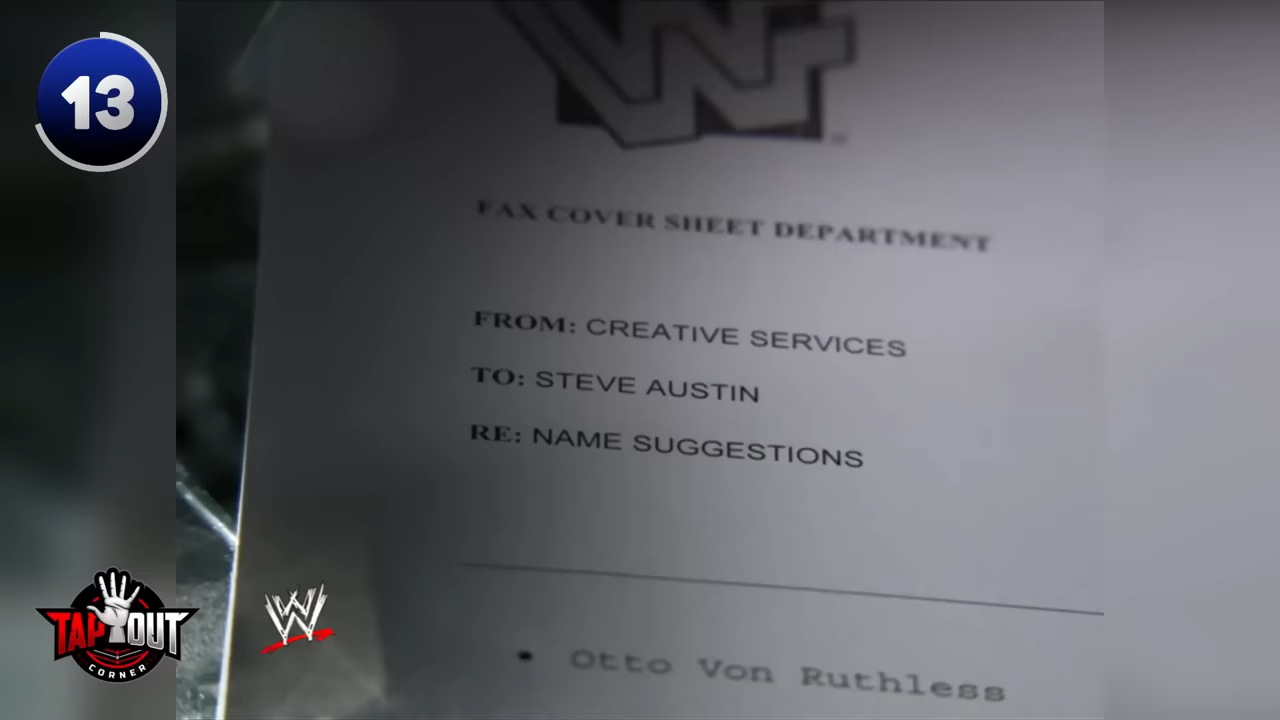 13
WF
FAX COVER SHEET DEPARTMENT
FROM: CREATIVE SERVICES
TO: STEVE AUSTIN
RE: NAME SUGGESTIONS
• Otto Von Ruthless
TAP OUT
CORNER
W